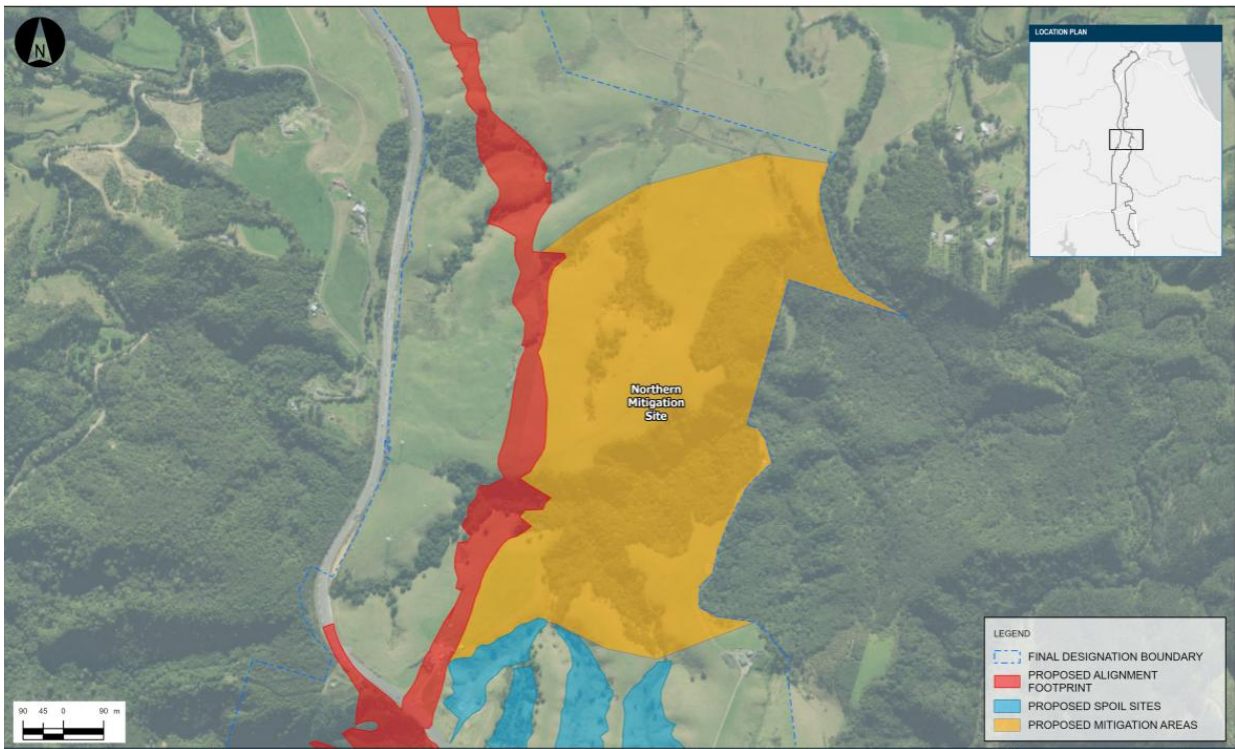 N
LOCATION PLAN
Northern
Mitigation
Site
LEGEND
FINAL DESIGNATION BOUNDARY
PROPOSED ALIGNMENT
FOOTPRINT
PROPOSED SPOIL SITES
PROPOSED MITIGATION AREAS
90 45 0 90 m